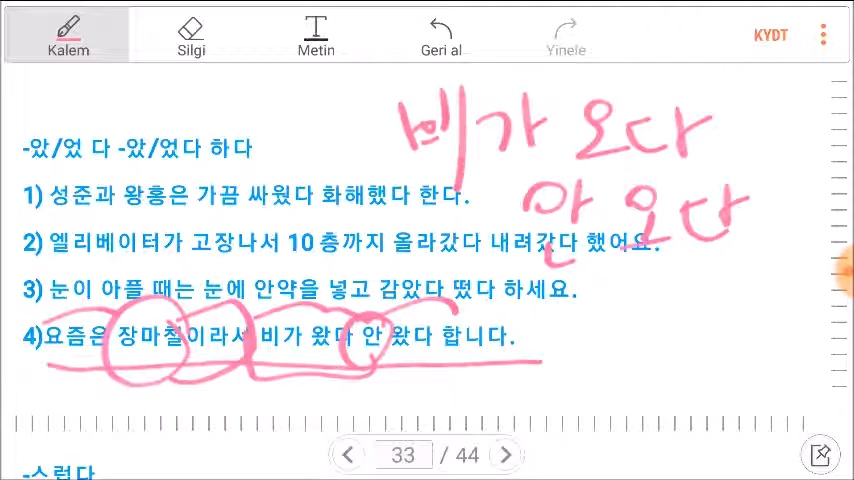 Kalem Silgi Metin Geri al Yinele KYDT
비가 오다
안 오다
-았/었 다 -았/었다 하다
1) 성준과 왕홍은 가끔 싸웠다 화해했다 한다.
2) 엘리베이터가 고장나서 10 층까지 올라갔다 내려갔다 했어요.
3) 눈이 아플 때는 눈에 안약을 넣고 감았다 떴다 하세요.
4)요즘은 장마철이라서 비가 왔다 안 왔다 합니다.
33 / 44
-스럽다